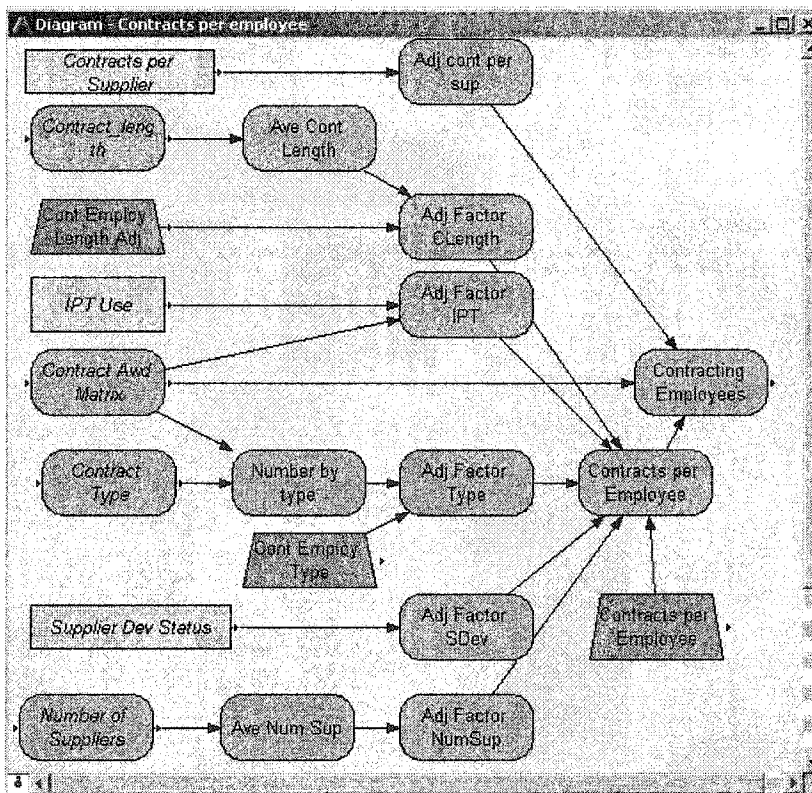 Diagram - Contracts per employee
Contracts per
Supplier
Adj cont per
sup
Contract_leng
th
Ave Cont
Length
Cont Employ
Length Adj
Adj Factor
CLength
IPT Use
Adj Factor
IPT
Contract Awd
Matrix
Contracting
Employees
Contract
Type
Number by
type
Adj Factor
Type
Contracts per
Employee
Cont Employ
Type
Supplier Dev Status
Adj Factor
SDev
Contracts per
Employee
Number of
Suppliers
Ave Num Sup
Adj Factor
NumSup